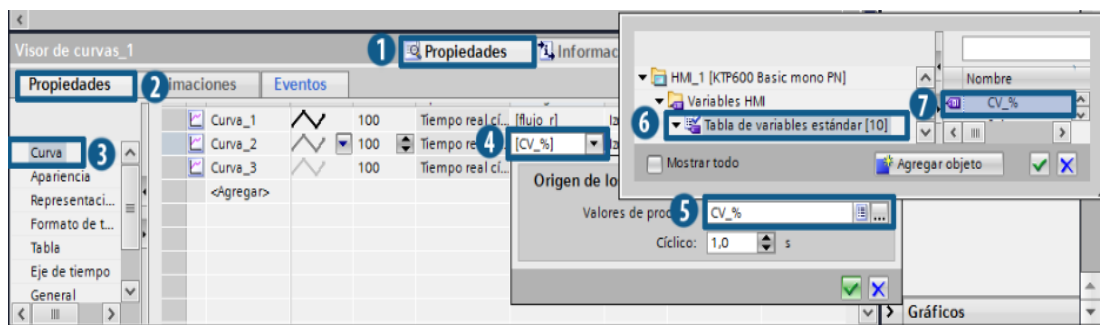 Visor de curvas_1
1 Propiedades Informac
Propiedades 2 imaciones Eventos
Curva 3
Apariencia
Representaci...
Formato de t...
Tabla
Eje de tiempo
General
Curva_1 100 Tiempo real cí... [flujo_r]
Curva_2 100 Tiempo re 4 [CV_%]
Curva_3 100 Tiempo real cí...
<Agregar>
Origen de lo
Valores de proc 5 CV_% ...
Cíclico: 1,0 s
HMI_1 [KTP600 Basic mono PN]
Variables HMI
6 Tabla de variables estándar [10]
Nombre
7 CV_%
Mostrar todo Agregar objeto
Gráficos